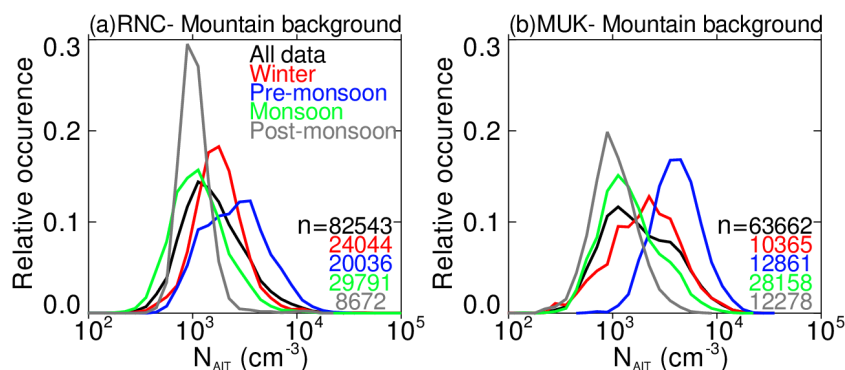 (a)RNC- Mountain background
0.3
0.2
0.1
0.0
Relative occurence
All data
Winter
Pre-monsoon
Monsoon
Post-monsoon
n=82543
24044
20036
29791
8672
10² 10³ 10⁴ 10⁵
N_AIT (cm⁻³)
(b)MUK- Mountain background
0.3
0.2
0.1
0.0
Relative occurence
n=63662
10365
12861
28158
12278
10² 10³ 10⁴ 10⁵
N_AIT (cm⁻³)